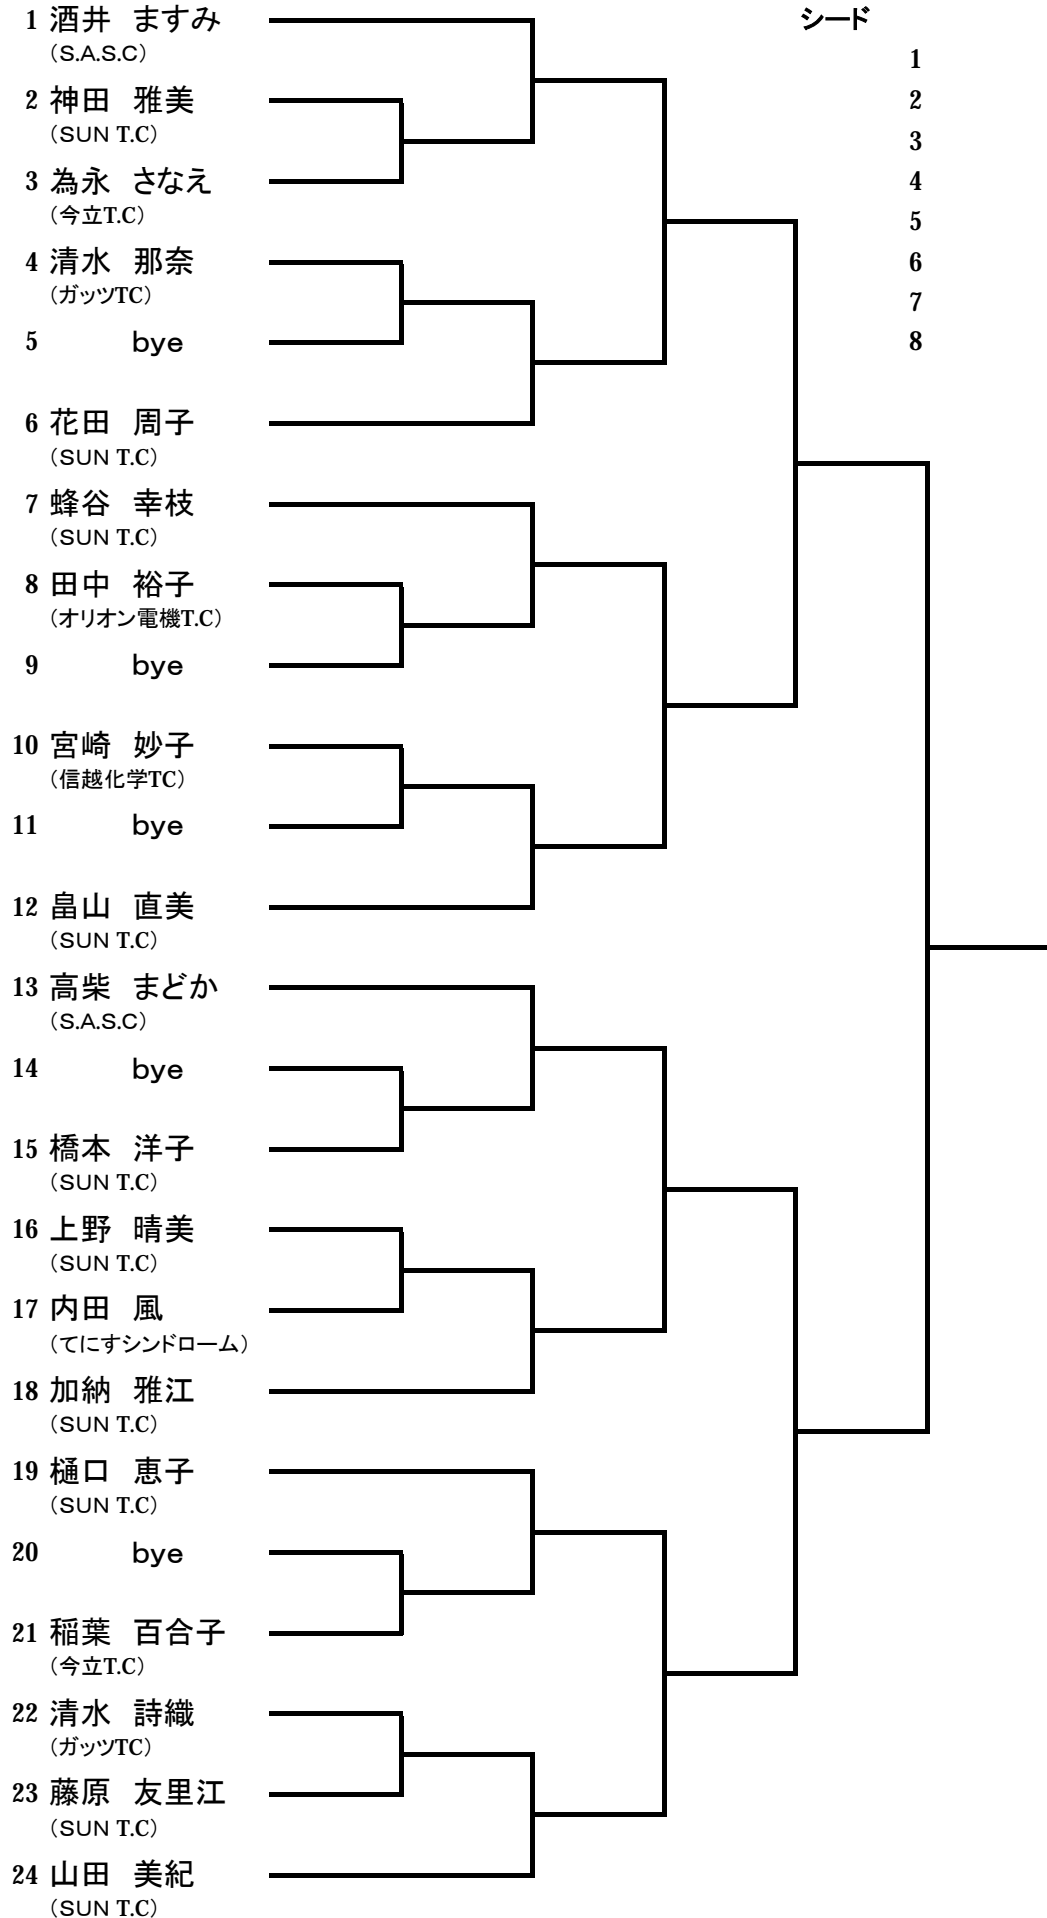 1 酒井　ますみ
（S.A.S.C）
2 神田　雅美
（SUN T.C）
3 為永　さなえ
（今立T.C）
4 清水　那奈
（ガッツTC）
5 bye
6 花田　周子
（SUN T.C）
7 蜂谷　幸枝
（SUN T.C）
8 田中　裕子
（オリオン電機T.C）
9 bye
10 宮崎　妙子
（信越化学TC）
11 bye
12 畠山　直美
（SUN T.C）
13 高柴　まどか
（S.A.S.C）
14 bye
15 橋本　洋子
（SUN T.C）
16 上野　晴美
（SUN T.C）
17 内田　風
（てにすシンドローム）
18 加納　雅江
（SUN T.C）
19 樋口　恵子
（SUN T.C）
20 bye
21 稲葉　百合子
（今立T.C）
22 清水　詩織
（ガッツTC）
23 藤原　友里江
（SUN T.C）
24 山田　美紀
（SUN T.C）
シード
1
2
3
4
5
6
7
8